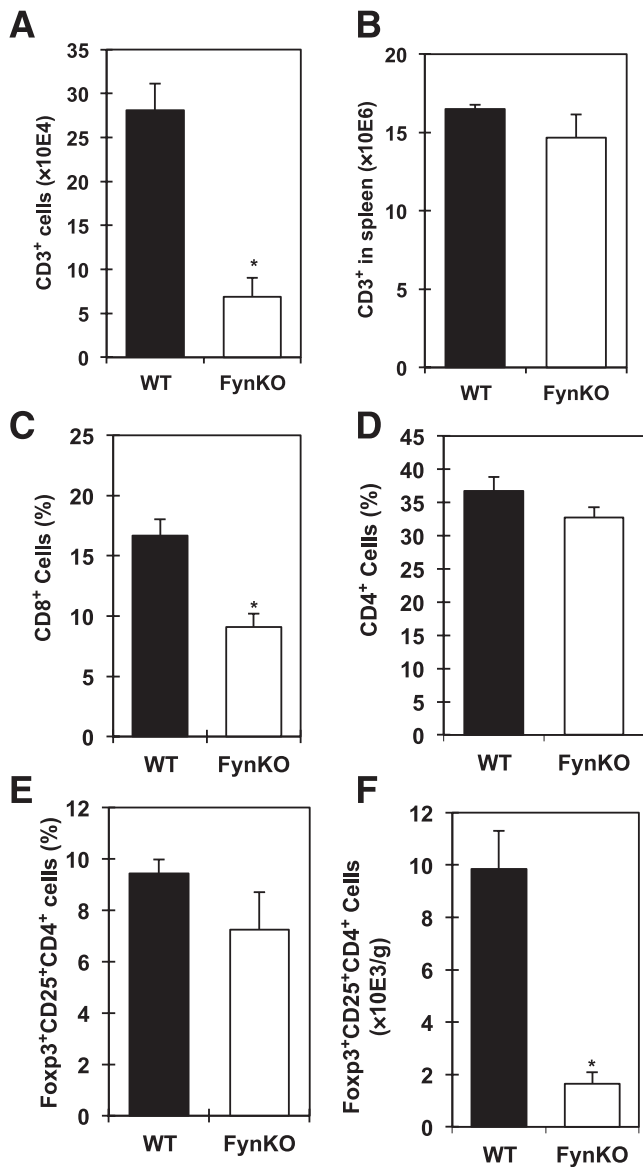 A
CD3⁺ cells (×10E4)
35
30
25
20
15
10
5
0
*
WT FynKO
B
CD3⁺ in spleen (×10E6)
20
15
10
5
0
WT FynKO
C
CD8⁺ Cells (%)
25
20
15
10
5
0
*
WT FynKO
D
CD4⁺ Cells (%)
45
40
35
30
25
20
15
10
5
0
WT FynKO
E
Foxp3⁺CD25⁺CD4⁺ cells (%)
12
10
8
6
4
2
0
WT FynKO
F
Foxp3⁺CD25⁺CD4⁺ Cells
(×10E3/g)
12
10
8
6
4
2
0
*
WT FynKO